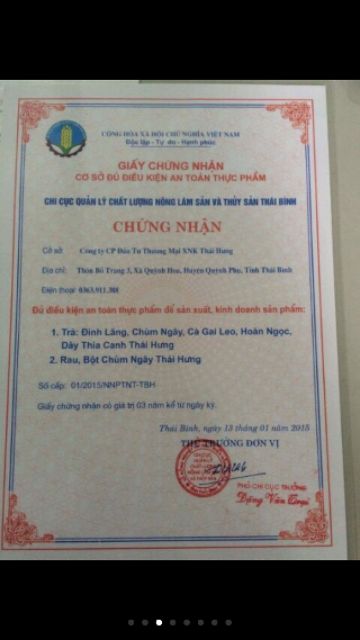 CỘNG HÒA XÃ HỘI CHỦ NGHĨA VIỆT NAM
Độc lập - Tự do - Hạnh phúc
GIẤY CHỨNG NHẬN
CƠ SỞ ĐỦ ĐIỀU KIỆN AN TOÀN THỰC PHẨM
CHI CỤC QUẢN LÝ CHẤT LƯỢNG NÔNG LÂM SẢN VÀ THỦY SẢN THÁI BÌNH
CHỨNG NHẬN
Cơ sở: Công ty CP Đầu Tư Thương Mại XNK Thái Hưng
Địa chỉ: Thôn Bồ Trang 3, Xã Quỳnh Hoa, Huyện Quỳnh Phụ, Tỉnh Thái Bình
Điện thoại: 0363.911.388
Đủ điều kiện an toàn thực phẩm để sản xuất, kinh doanh sản phẩm:
1. Trà: Đinh Lăng, Chùm Ngây, Cà Gai Leo, Hoàn Ngọc,
Dây Thìa Canh Thái Hưng
2. Rau, Bột Chùm Ngây Thái Hưng
Số cấp: 01/2015/NNPTNT-TBH
Giấy chứng nhận có giá trị 03 năm kể từ ngày ký.
Thái Bình, ngày 13 tháng 01 năm 2015
THỦ TRƯỞNG ĐƠN VỊ
PHÓ CHI CỤC TRƯỞNG
Đặng Văn